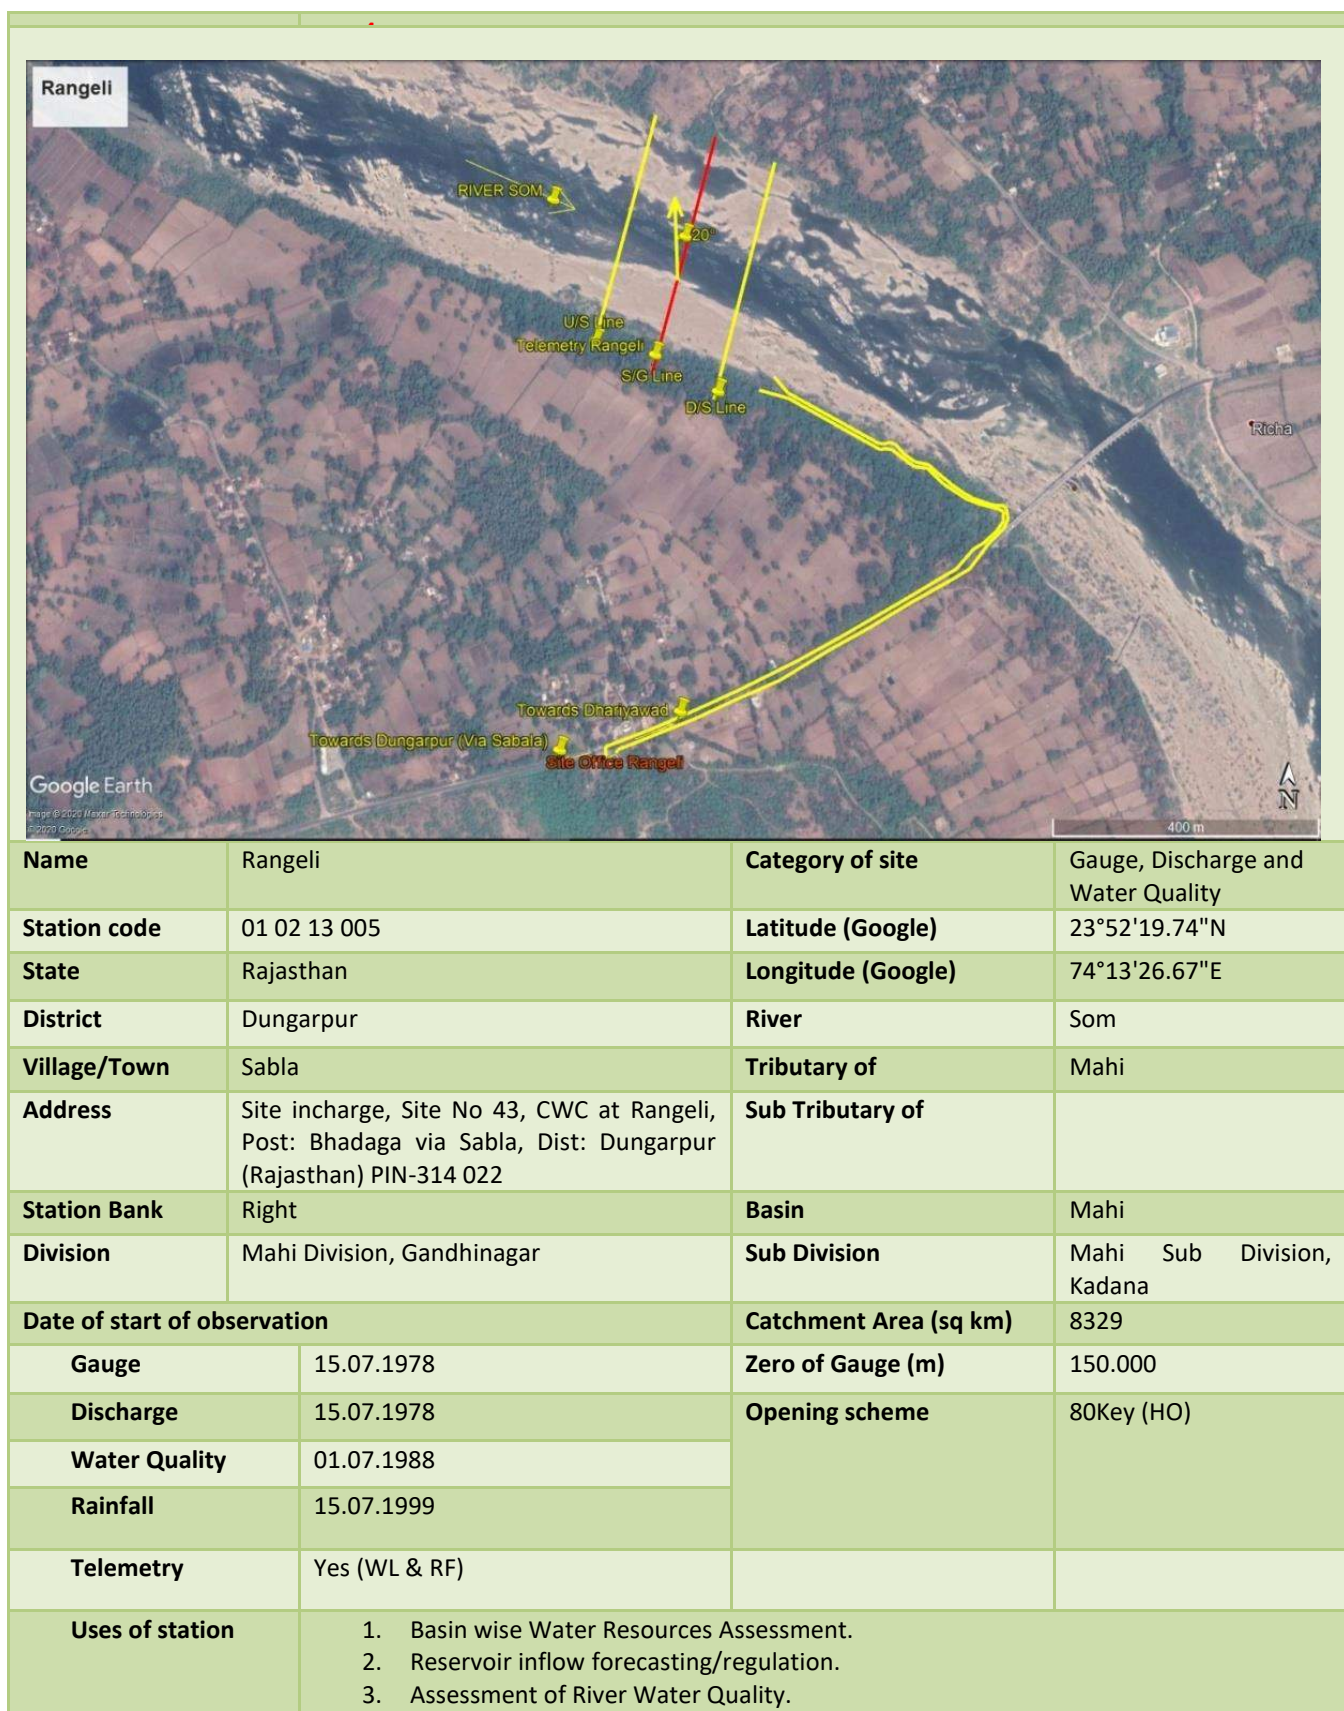 Rangeli
RIVER SOM
20°
U/S Line
Telemetry Rangeli
S/G Line
D/S Line
Richa
Towards Dhariyawad
Towards Dungarpur (Via Sabala)
Site Office Rangeli
Google Earth
Image © 2020 Maxar Technologies
© 2020 Google
N
400 m
Name Rangeli Category of site Gauge, Discharge and
Water Quality
Station code 01 02 13 005 Latitude (Google) 23°52'19.74"N
State Rajasthan Longitude (Google) 74°13'26.67"E
District Dungarpur River Som
Village/Town Sabla Tributary of Mahi
Address Site incharge, Site No 43, CWC at Rangeli, Sub Tributary of
Post: Bhadaga via Sabla, Dist: Dungarpur
(Rajasthan) PIN-314 022
Station Bank Right Basin Mahi
Division Mahi Division, Gandhinagar Sub Division Mahi Sub Division,
Kadana
Date of start of observation Catchment Area (sq km) 8329
Gauge 15.07.1978 Zero of Gauge (m) 150.000
Discharge 15.07.1978 Opening scheme 80Key (HO)
Water Quality 01.07.1988
Rainfall 15.07.1999
Telemetry Yes (WL & RF)
Uses of station 1. Basin wise Water Resources Assessment.
2. Reservoir inflow forecasting/regulation.
3. Assessment of River Water Quality.